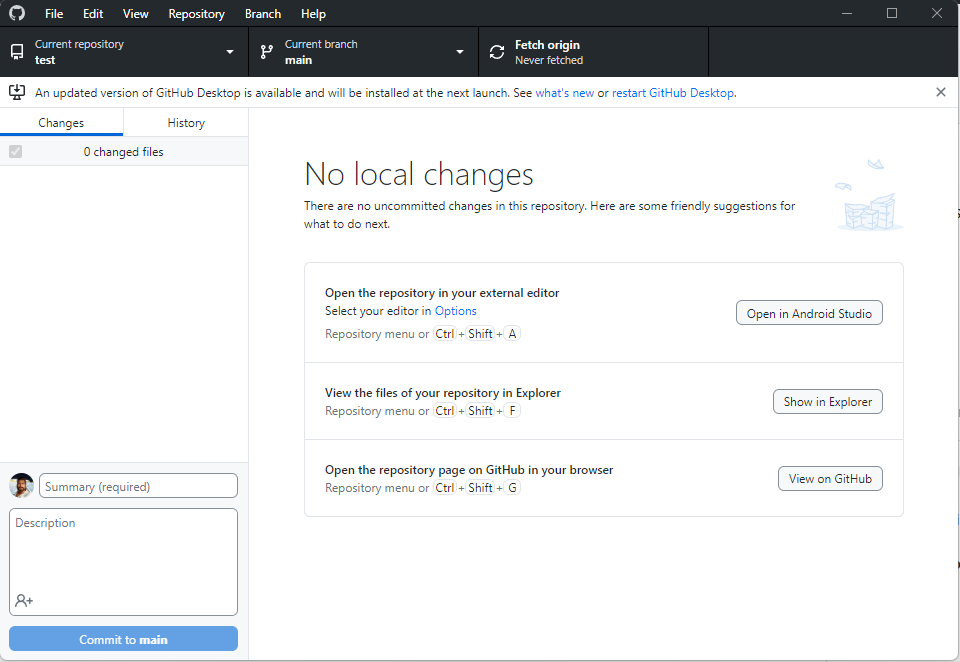 File Edit View Repository Branch Help
Current repository
test
Current branch
main
Fetch origin
Never fetched
An updated version of GitHub Desktop is available and will be installed at the next launch. See what's new or restart GitHub Desktop.
Changes
History
0 changed files
No local changes
There are no uncommitted changes in this repository. Here are some friendly suggestions for
what to do next.
Open the repository in your external editor
Select your editor in Options
Repository menu or Ctrl + Shift + A
Open in Android Studio
View the files of your repository in Explorer
Repository menu or Ctrl + Shift + F
Show in Explorer
Open the repository page on GitHub in your browser
Repository menu or Ctrl + Shift + G
View on GitHub
Summary (required)
Description
Commit to main